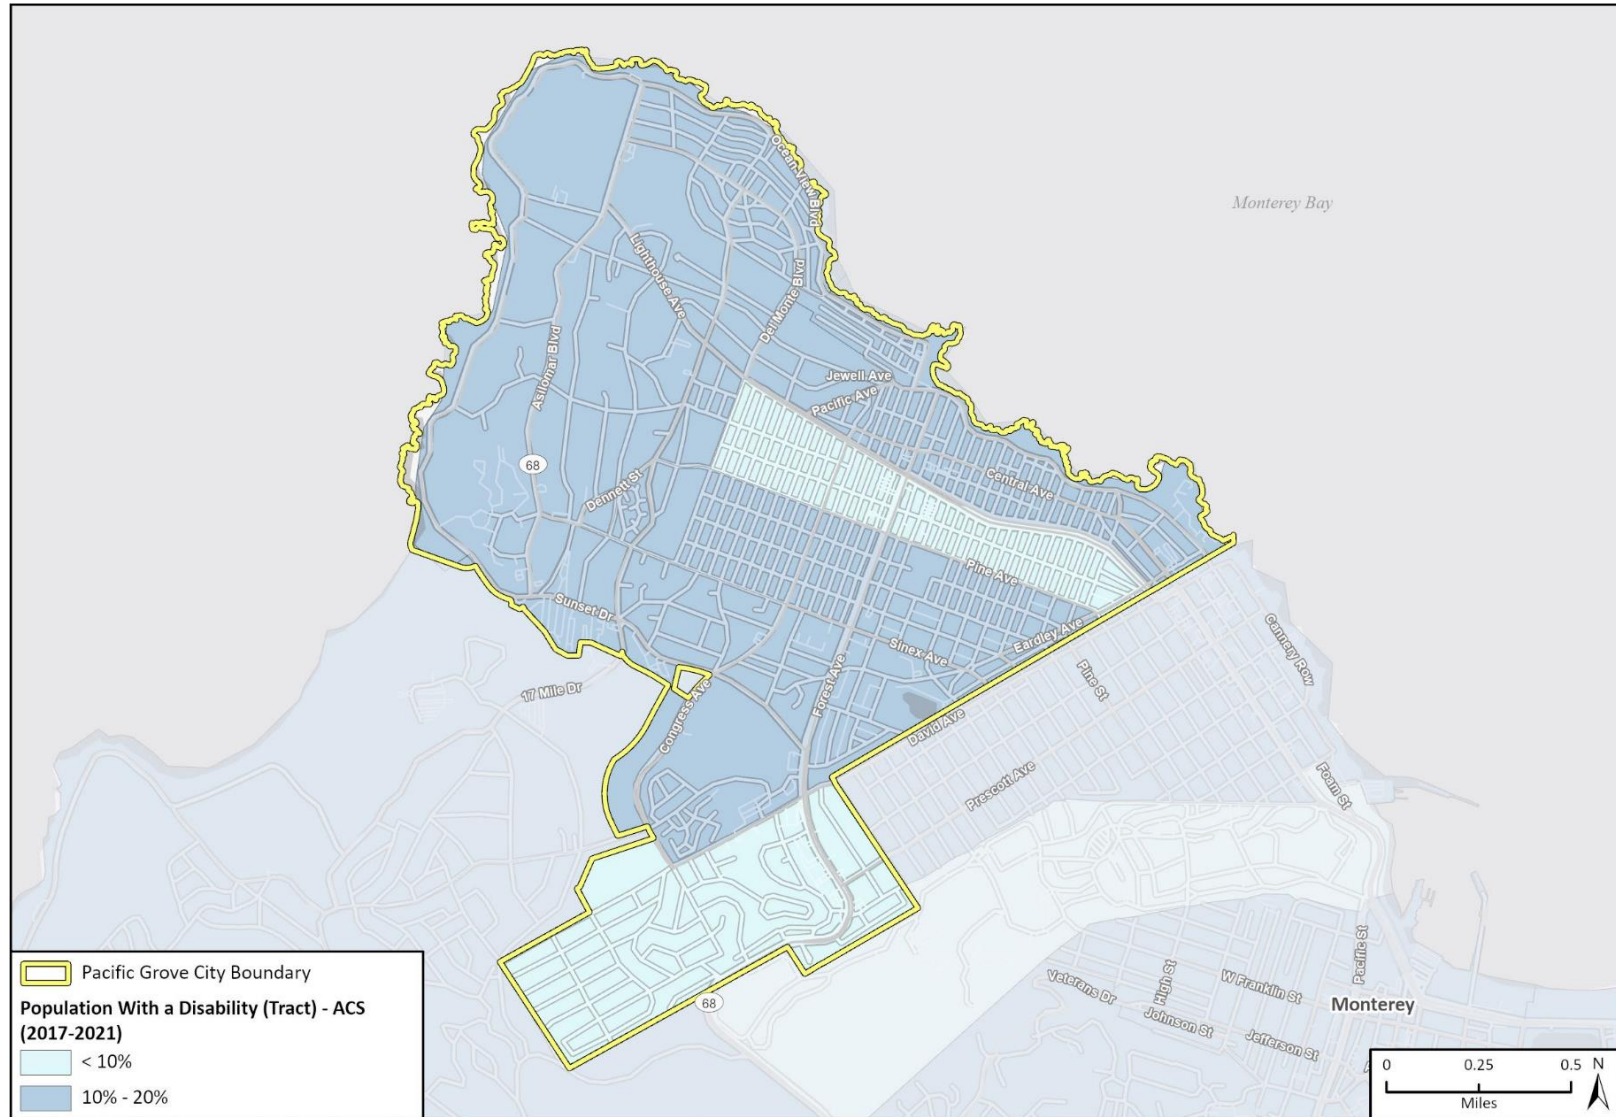 Monterey Bay
Ocean View Blvd
Lighthouse Ave
Del Monte Blvd
Asilomar Blvd
Jewell Ave
Pacific Ave
68
Central Ave
Dennett St
Pine Ave
Sunset Dr
Sinex Ave
Eardley Ave
Cannery Row
Pine St
17 Mile Dr
Congress Ave
Forest Ave
David Ave
Prescott Ave
Foam St
Pacific St
High St
W Franklin St
Veterans Dr
Johnson St
Jefferson St
Monterey
68
Pacific Grove City Boundary
Population With a Disability (Tract) - ACS
(2017-2021)
< 10%
10% - 20%
0 0.25 0.5 N
Miles